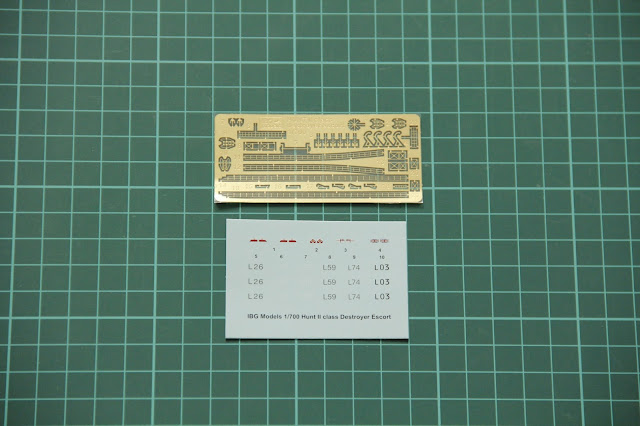 1 2 3 4
5 6 7 8 9 10
L26 L59 L74 L03
L26 L59 L74 L03
L26 L59 L74 L03
IBG Models 1/700 Hunt II class Destroyer Escort